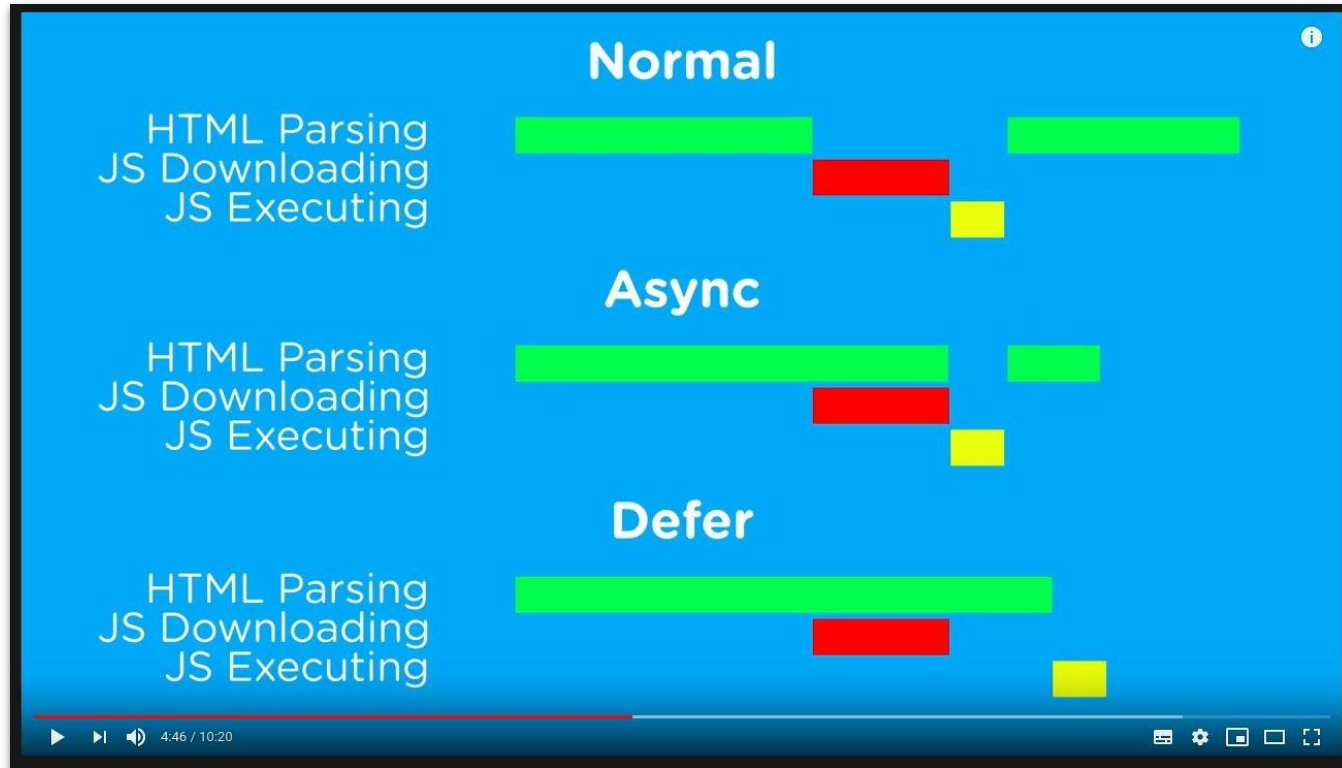 Normal
HTML Parsing
JS Downloading
JS Executing
Async
HTML Parsing
JS Downloading
JS Executing
Defer
HTML Parsing
JS Downloading
JS Executing
4:46 / 10:20